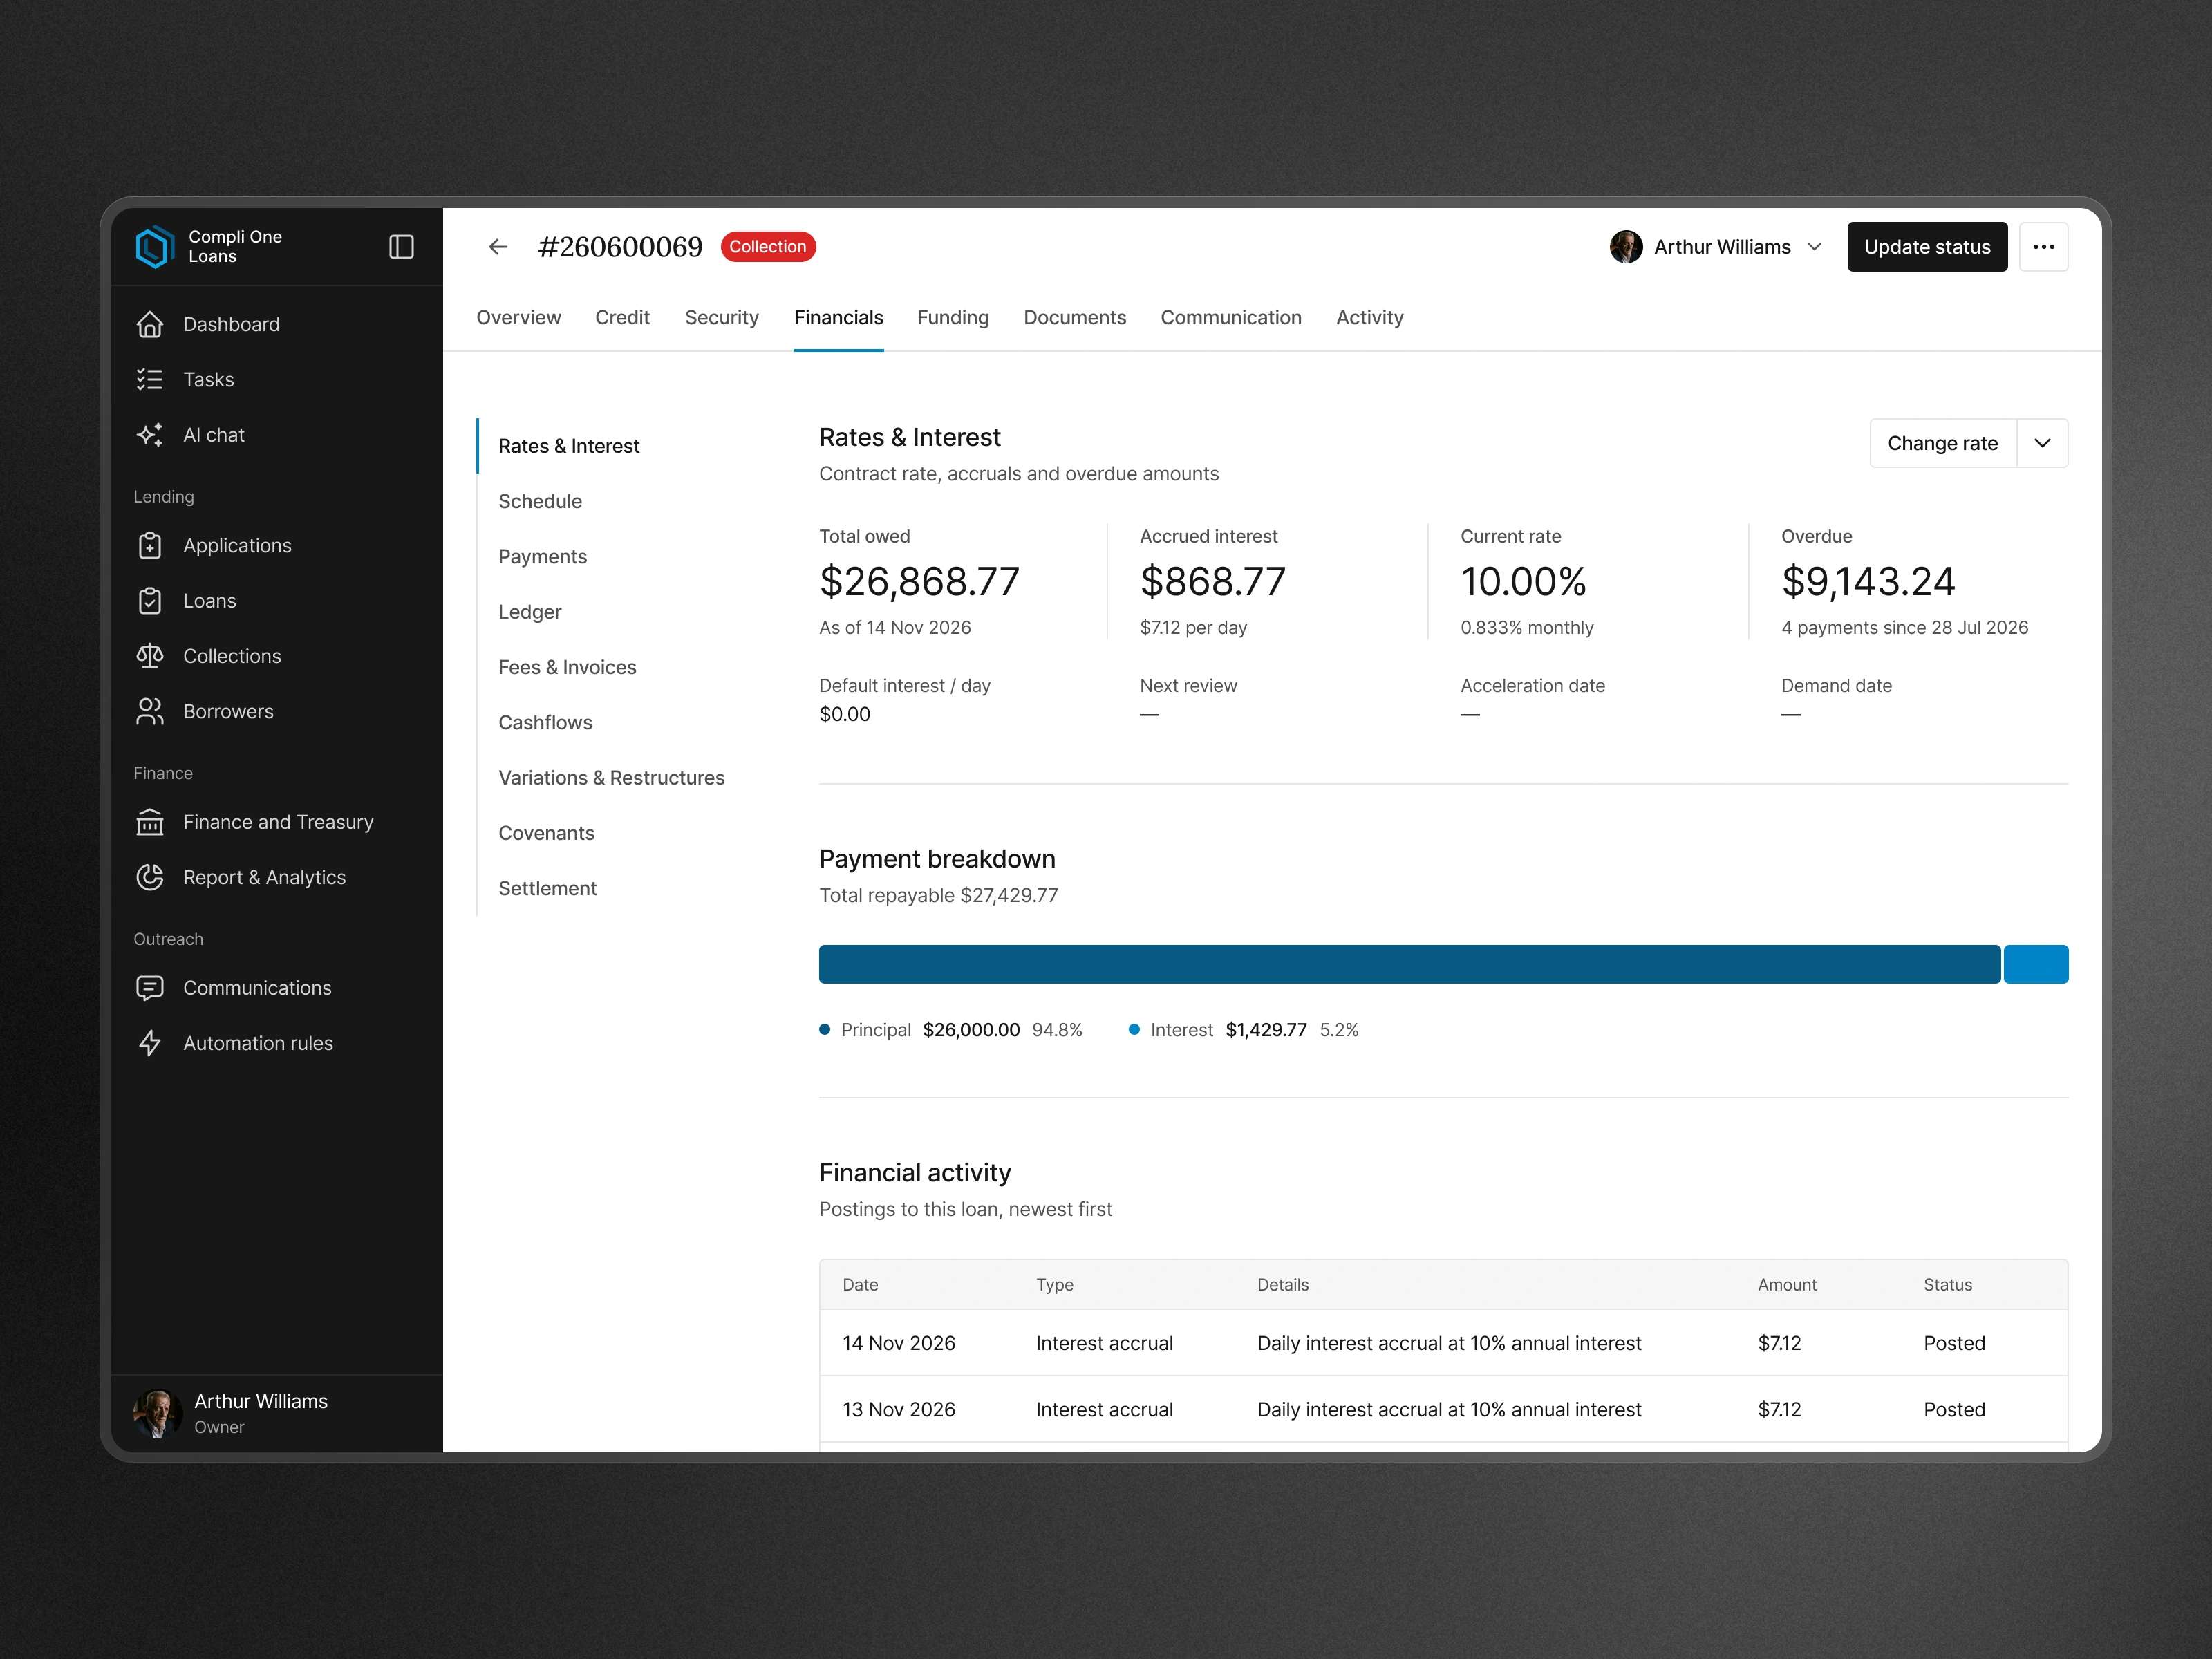 Compli One
Loans
Dashboard
Tasks
AI chat
Lending
Applications
Loans
Collections
Borrowers
Finance
Finance and Treasury
Report & Analytics
Outreach
Communications
Automation rules
Arthur Williams
Owner
#260600069
Collection
Arthur Williams
Update status
Overview
Credit
Security
Financials
Funding
Documents
Communication
Activity
Rates & Interest
Schedule
Payments
Ledger
Fees & Invoices
Cashflows
Variations & Restructures
Covenants
Settlement
Rates & Interest
Contract rate, accruals and overdue amounts
Change rate
Total owed
$26,868.77
As of 14 Nov 2026
Accrued interest
$868.77
$7.12 per day
Current rate
10.00%
0.833% monthly
Overdue
$9,143.24
4 payments since 28 Jul 2026
Default interest / day
$0.00
Next review
—
Acceleration date
—
Demand date
—
Payment breakdown
Total repayable $27,429.77
Principal $26,000.00 94.8%
Interest $1,429.77 5.2%
Financial activity
Postings to this loan, newest first
Date Type Details Amount Status
14 Nov 2026 Interest accrual Daily interest accrual at 10% annual interest $7.12 Posted
13 Nov 2026 Interest accrual Daily interest accrual at 10% annual interest $7.12 Posted